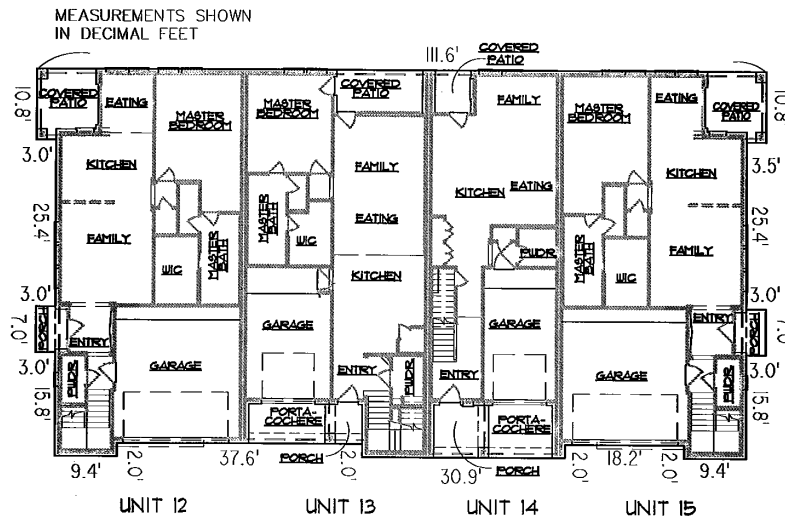 MEASUREMENTS SHOWN
IN DECIMAL FEET
111.6'
COVERED
PATIO
10.8'
COVERED
PATIO
EATING
MASTER
BEDROOM
MASTER
BEDROOM
COVERED
PATIO
FAMILY
MASTER
BEDROOM
EATING
COVERED
PATIO
10.8'
3.0'
KITCHEN
FAMILY
KITCHEN
EATING
KITCHEN
3.5'
25.4'
FAMILY
WIC
MASTER
BATH
MASTER
BATH
WIC
EATING
KITCHEN
PWDR
MASTER
BATH
WIC
FAMILY
25.4'
3.0'
PORCH
7.0'
ENTRY
GARAGE
GARAGE
GARAGE
GARAGE
ENTRY
3.0'
PORCH
7.0'
3.0'
PWDR
15.8'
ENTRY
PWDR
ENTRY
3.0'
PWDR
15.8'
PORTA-
COCHERE
PORTA-
COCHERE
9.4'
2.0'
37.6'
PORCH
2.0'
30.9'
PORCH
2.0'
18.2'
2.0'
9.4'
UNIT 12
UNIT 13
UNIT 14
UNIT 15